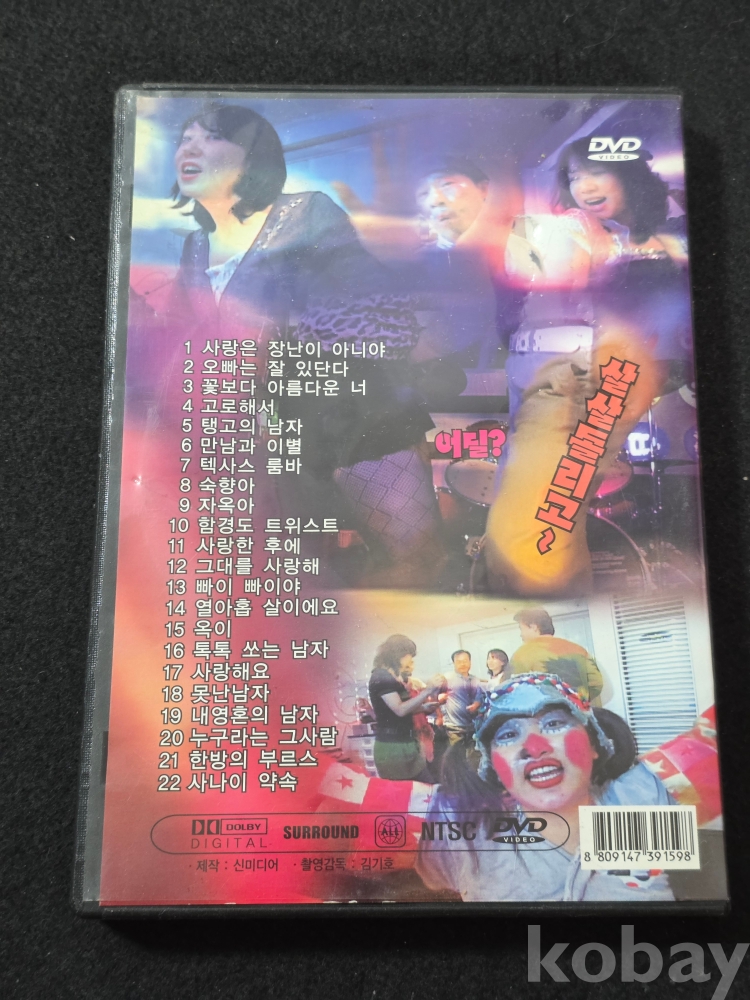 DVD
VIDEO
1 사랑은 장난이 아니야
2 오빠는 잘 있단다
3 꽃보다 아름다운 너
4 고로해서
5 탱고의 남자
6 만남과 이별
7 텍사스 룸바
8 숙향아
9 자옥아
10 함경도 트위스트
11 사랑한 후에
12 그대를 사랑해
13 빠이 빠이야
14 열아홉 살이에요
15 옥이
16 톡톡 쏘는 남자
17 사랑해요
18 못난남자
19 내영혼의 남자
20 누구라는 그사람
21 한방의 부르스
22 사나이 약속
어딜?
살살돌리고~
DOLBY
DIGITAL
SURROUND
ALL
NTSC
DVD
VIDEO
· 제작 : 신미디어 · 촬영감독 : 김기호
8 809147 391598
kobay